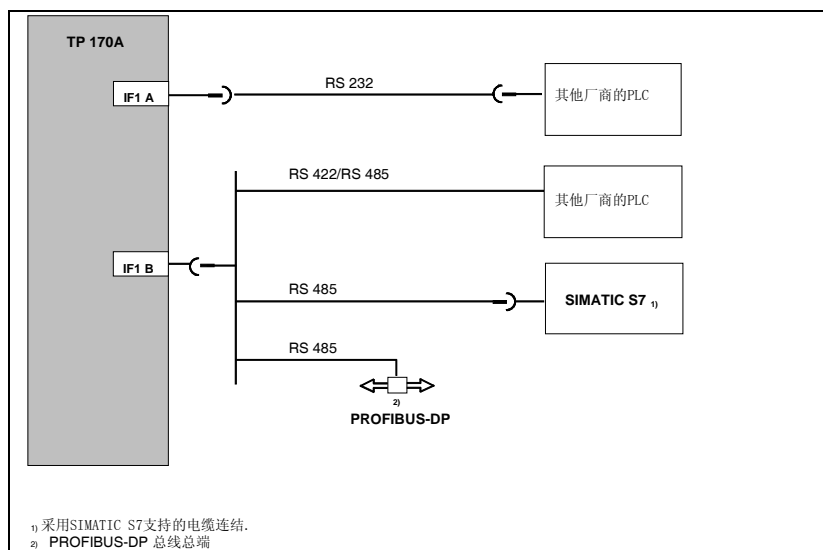 TP 170A
IF1 A
RS 232
其他厂商的PLC
RS 422/RS 485
其他厂商的PLC
IF1 B
RS 485
SIMATIC S7 1)
RS 485
2)
PROFIBUS-DP
1) 采用SIMATIC S7支持的电缆连结.
2) PROFIBUS-DP 总线总端